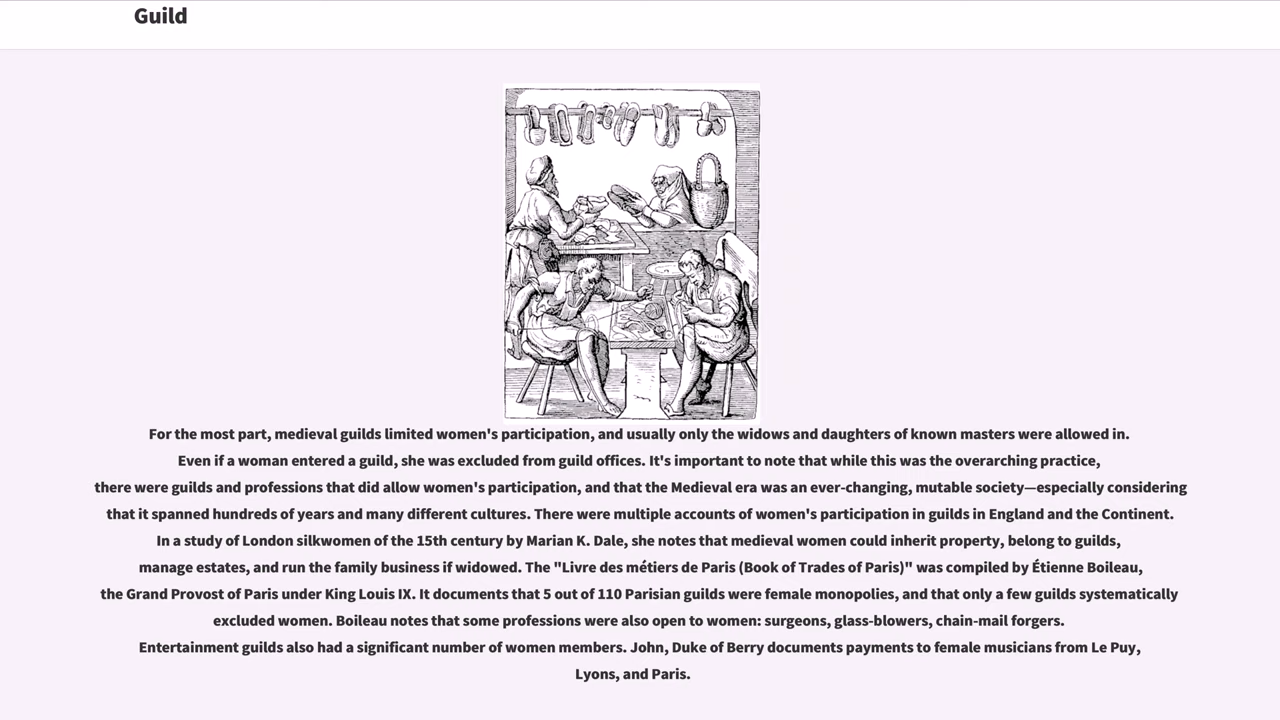 Guild
For the most part, medieval guilds limited women's participation, and usually only the widows and daughters of known masters were allowed in.
Even if a woman entered a guild, she was excluded from guild offices. It's important to note that while this was the overarching practice,
there were guilds and professions that did allow women's participation, and that the Medieval era was an ever-changing, mutable society—especially considering
that it spanned hundreds of years and many different cultures. There were multiple accounts of women's participation in guilds in England and the Continent.
In a study of London silkwomen of the 15th century by Marian K. Dale, she notes that medieval women could inherit property, belong to guilds,
manage estates, and run the family business if widowed. The "Livre des métiers de Paris (Book of Trades of Paris)" was compiled by Étienne Boileau,
the Grand Provost of Paris under King Louis IX. It documents that 5 out of 110 Parisian guilds were female monopolies, and that only a few guilds systematically
excluded women. Boileau notes that some professions were also open to women: surgeons, glass-blowers, chain-mail forgers.
Entertainment guilds also had a significant number of women members. John, Duke of Berry documents payments to female musicians from Le Puy,
Lyons, and Paris.